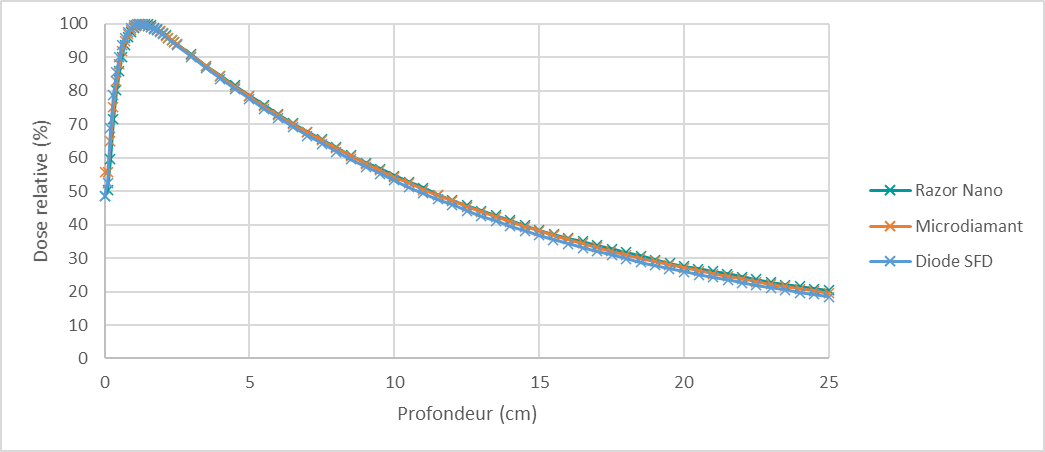 100
90
80
70
60
50
40
30
20
10
0
Dose relative (%)
0 5 10 15 20 25
Profondeur (cm)
Razor Nano
Microdiamant
Diode SFD